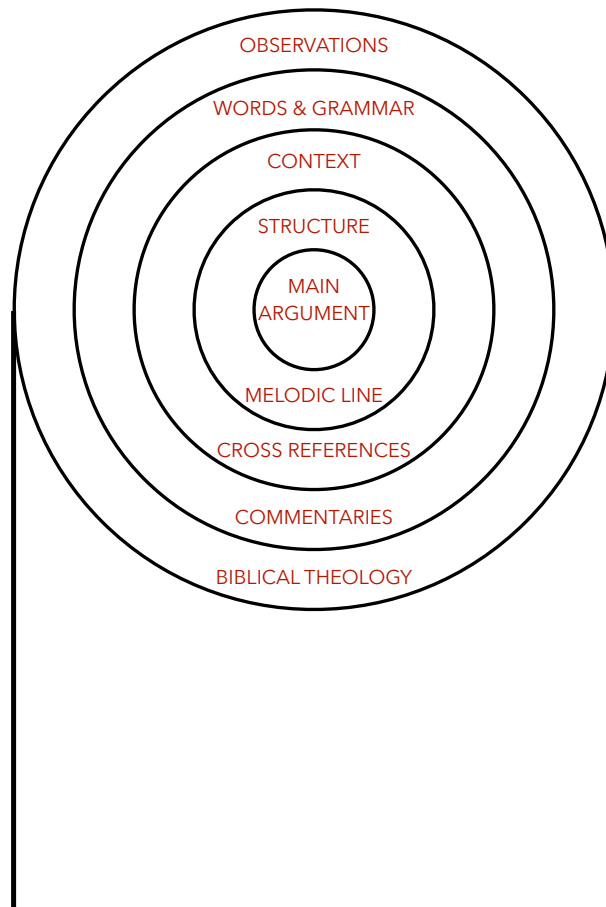 OBSERVATIONS
WORDS & GRAMMAR
CONTEXT
STRUCTURE
MAIN
ARGUMENT
MELODIC LINE
CROSS REFERENCES
COMMENTARIES
BIBLICAL THEOLOGY